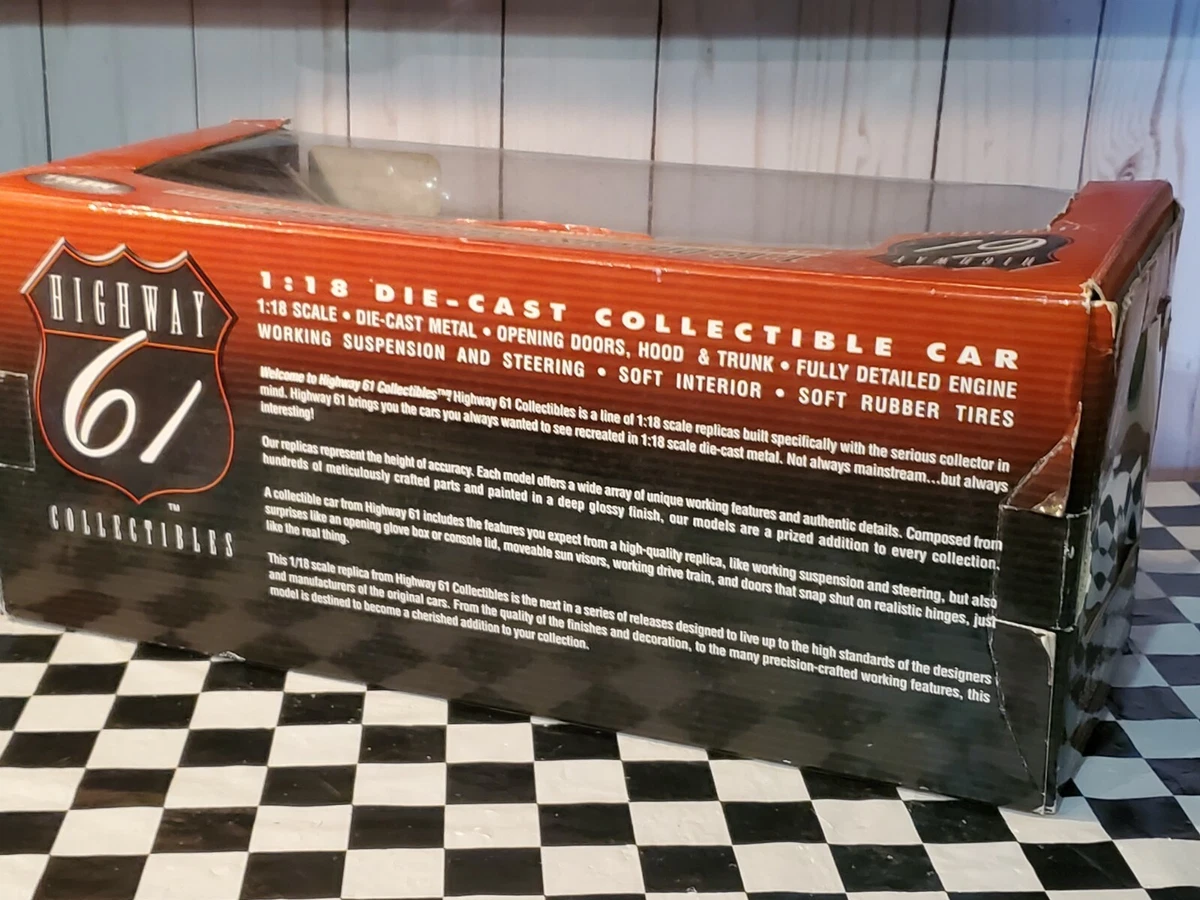 HIGHWAY
61
HIGHWAY
61
™
COLLECTIBLES
1:18 DIE-CAST COLLECTIBLE CAR
1:18 SCALE • DIE-CAST METAL • OPENING DOORS, HOOD & TRUNK • FULLY DETAILED ENGINE
WORKING SUSPENSION AND STEERING • SOFT INTERIOR • SOFT RUBBER TIRES
Welcome to Highway 61 Collectibles™! Highway 61 Collectibles is a line of 1:18 scale replicas built specifically with the serious collector in
mind. Highway 61 brings you the cars you always wanted to see recreated in 1:18 scale die-cast metal. Not always mainstream...but always
interesting!
Our replicas represent the height of accuracy. Each model offers a wide array of unique working features and authentic details. Composed from
hundreds of meticulously crafted parts and painted in a deep glossy finish, our models are a prized addition to every collection.
A collectible car from Highway 61 includes the features you expect from a high-quality replica, like working suspension and steering, but also
surprises like an opening glove box or console lid, moveable sun visors, working drive train, and doors that snap shut on realistic hinges, just
like the real thing.
This 1/18 scale replica from Highway 61 Collectibles is the next in a series of releases designed to live up to the high standards of the designers
and manufacturers of the original cars. From the quality of the finishes and decoration, to the many precision-crafted working features, this
model is destined to become a cherished addition to your collection.